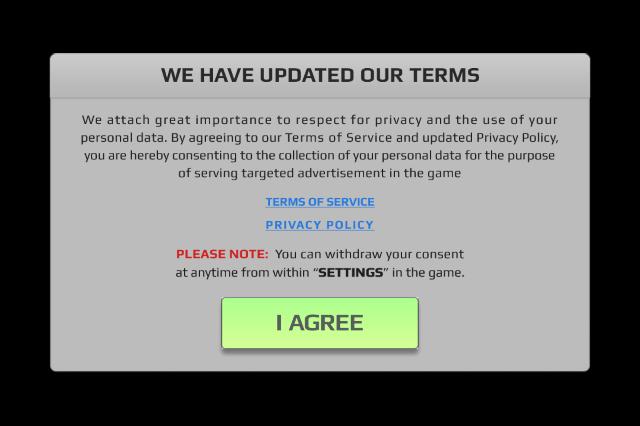 WE HAVE UPDATED OUR TERMS
We attach great importance to respect for privacy and the use of your
personal data. By agreeing to our Terms of Service and updated Privacy Policy,
you are hereby consenting to the collection of your personal data for the purpose
of serving targeted advertisement in the game
TERMS OF SERVICE
PRIVACY POLICY
PLEASE NOTE: You can withdraw your consent
at anytime from within “SETTINGS” in the game.
I AGREE